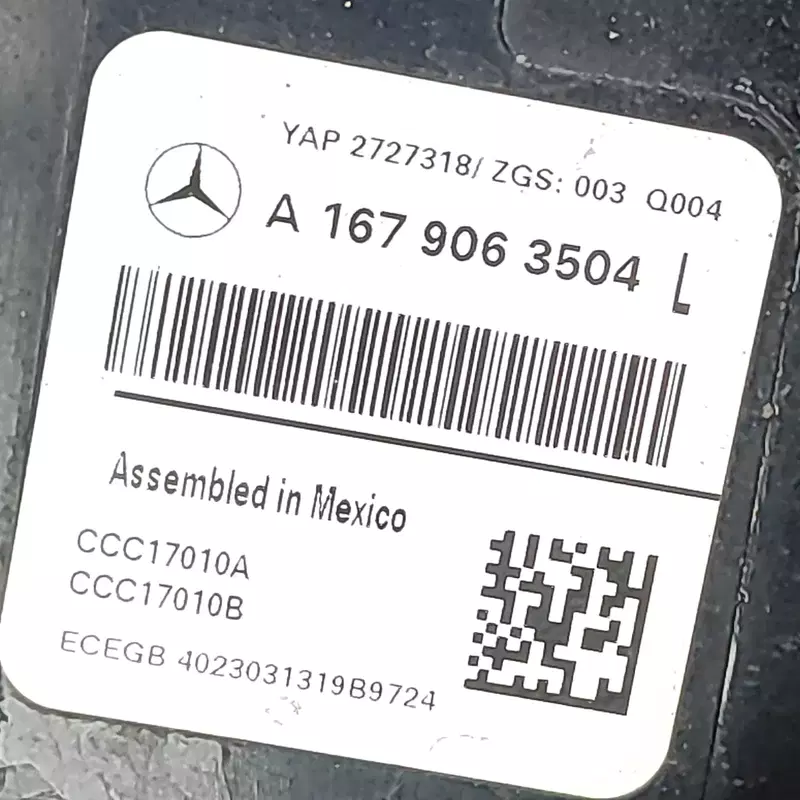 YAP 2727318/ ZGS: 003 Q004
A 167 906 3504 L
Assembled in Mexico
CCC17010A
CCC17010B
ECEGB 4023031319B9724